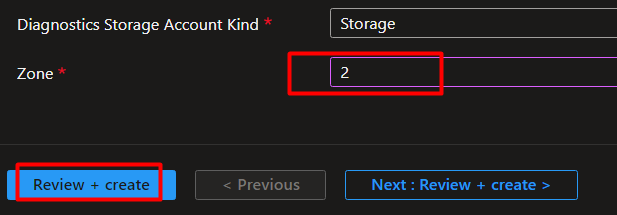 Diagnostics Storage Account Kind * Storage
Zone * 2
Review + create < Previous Next : Review + create >